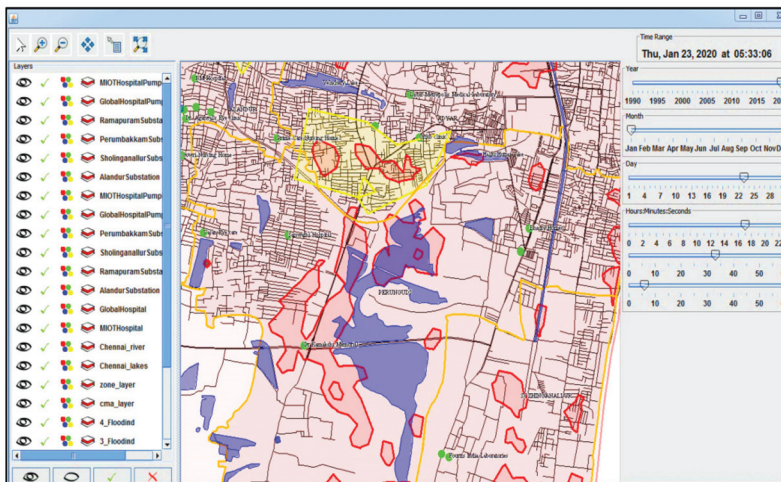 Layers
MIOTHospitalPump
GlobalHospitalPump
RamapuramSubsta
PerumbakkamSubs
SholinganallurSubs
AlandurSubstation
MIOTHospitalPump
GlobalHospitalPump
PerumbakkamSubs
SholinganallurSubs
RamapuramSubsta
AlandurSubstation
GlobalHospital
MIOTHospital
Chennai_river
Chennai_lakes
zone_layer
cma_layer
4_Floodind
3_Floodind
PERUNGUDI
Fourrts India Laboratories
Time Range
Thu, Jan 23, 2020 at 05:33:06
Year
1990 1995 2000 2005 2010 2015 20
Month
Jan Feb Mar Apr May Jun Jul Aug Sep Oct Nov D
Day
1 4 7 10 13 16 19 22 25 28
Hours:Minutes:Seconds
0 2 4 6 8 10 12 14 16 18 20 22
0 10 20 30 40 50
0 10 20 30 40 50